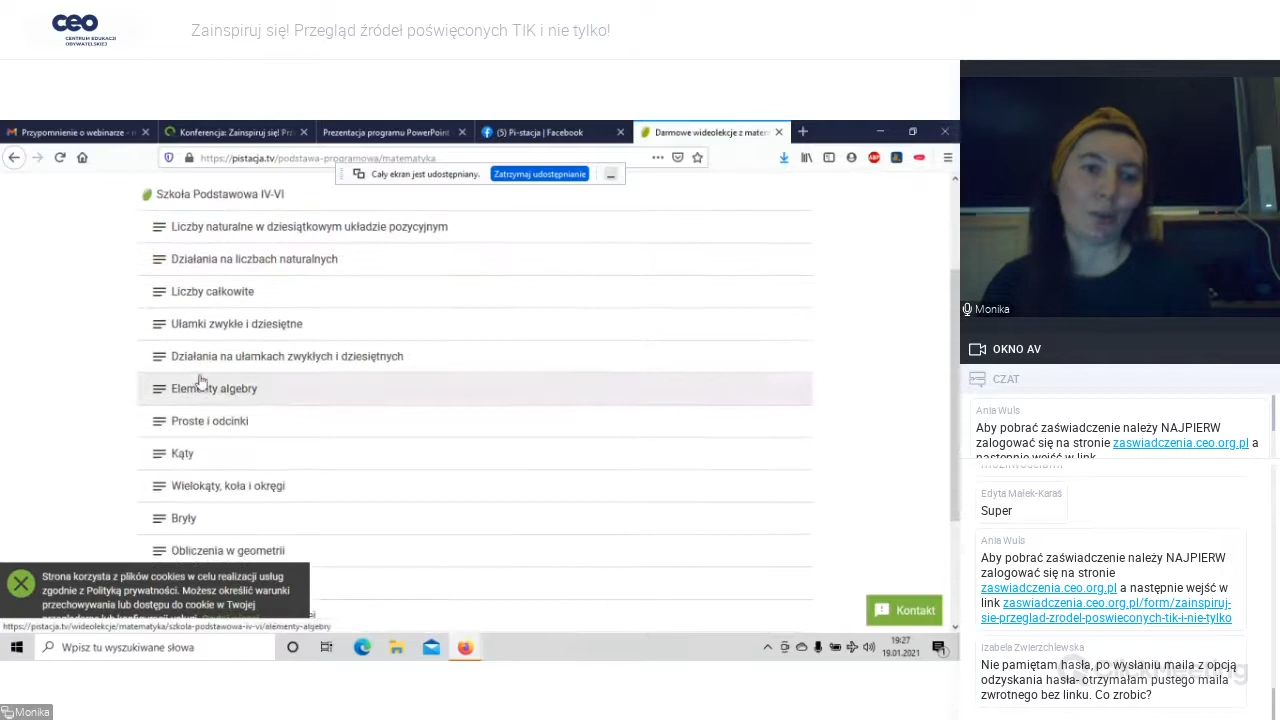 ceo
CENTRUM EDUKACJI
OBYWATELSKIEJ
Zainspiruj się! Przegląd źródeł poświęconych TIK i nie tylko!
Przypomnienie o webinarze -
Konferencja: Zainspiruj się! Prz
Prezentacja programu PowerPoint
(5) Pi-stacja | Facebook
Darmowe wideolekcje z matem
https://pistacja.tv/podstawa-programowa/matematyka
Cały ekran jest udostępniany.
Zatrzymaj udostępnianie
Szkoła Podstawowa IV-VI
Liczby naturalne w dziesiątkowym układzie pozycyjnym
Działania na liczbach naturalnych
Liczby całkowite
Ułamki zwykłe i dziesiętne
Działania na ułamkach zwykłych i dziesiętnych
Elementy algebry
Proste i odcinki
Kąty
Wielokąty, koła i okręgi
Bryły
Obliczenia w geometrii
Strona korzysta z plików cookies w celu realizacji usług
zgodnie z Polityką prywatności. Możesz określić warunki
przechowywania lub dostępu do cookie w Twojej
Kontakt
https://pistacja.tv/wideolekcje/matematyka/szkola-podstawowa-iv-vi/elementy-algebry
Wpisz tu wyszukiwane słowa
19:27
19.01.2021
Monika
Monika
OKNO AV
CZAT
Ania Wuls
Aby pobrać zaświadczenie należy NAJPIERW
zalogować się na stronie zaswiadczenia.ceo.org.pl a
następnie wejść w link
możliwościami
Edyta Małek-Karaś
Super
Ania Wuls
Aby pobrać zaświadczenie należy NAJPIERW
zalogować się na stronie
zaswiadczenia.ceo.org.pl a następnie wejść w
link zaswiadczenia.ceo.org.pl/form/zainspiruj-
sie-przeglad-zrodel-poswieconych-tik-i-nie-tylko
Izabela Zwierzchlewska
Nie pamiętam hasła, po wysłaniu maila z opcją
odzyskania hasła- otrzymałam pustego maila
zwrotnego bez linku. Co zrobic?
ClickMeeting